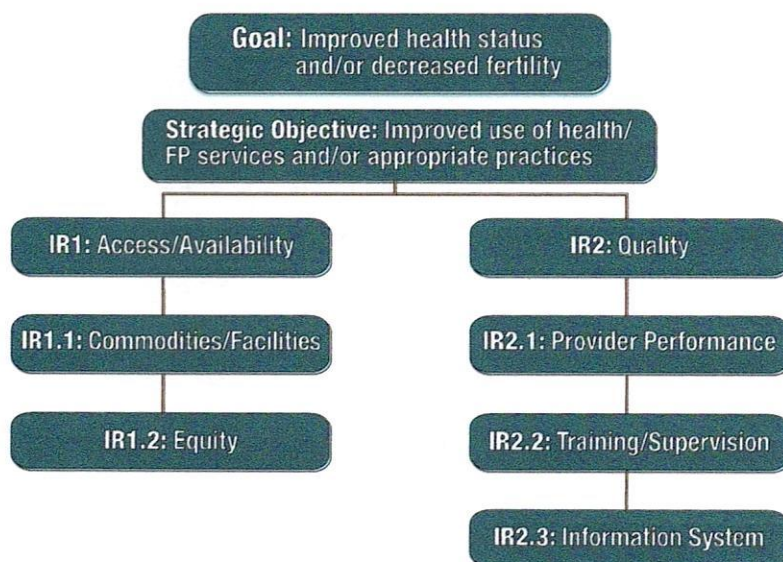 Goal: Improved health status
and/or decreased fertility
Strategic Objective: Improved use of health/
FP services and/or appropriate practices
IR1: Access/Availability
IR2: Quality
IR1.1: Commodities/Facilities
IR2.1: Provider Performance
IR1.2: Equity
IR2.2: Training/Supervision
IR2.3: Information System